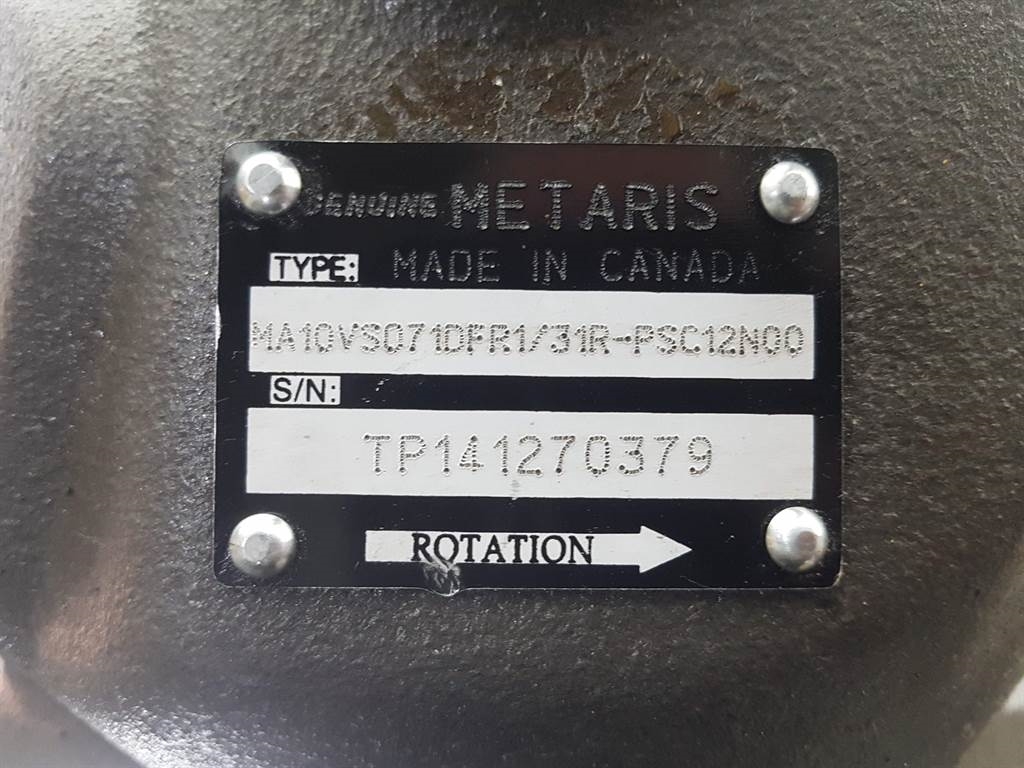 GENUINE METARIS
TYPE: MADE IN CANADA
MA10VSO71DFR1/31R-PSC12N00
S/N:
TP141270379
ROTATION